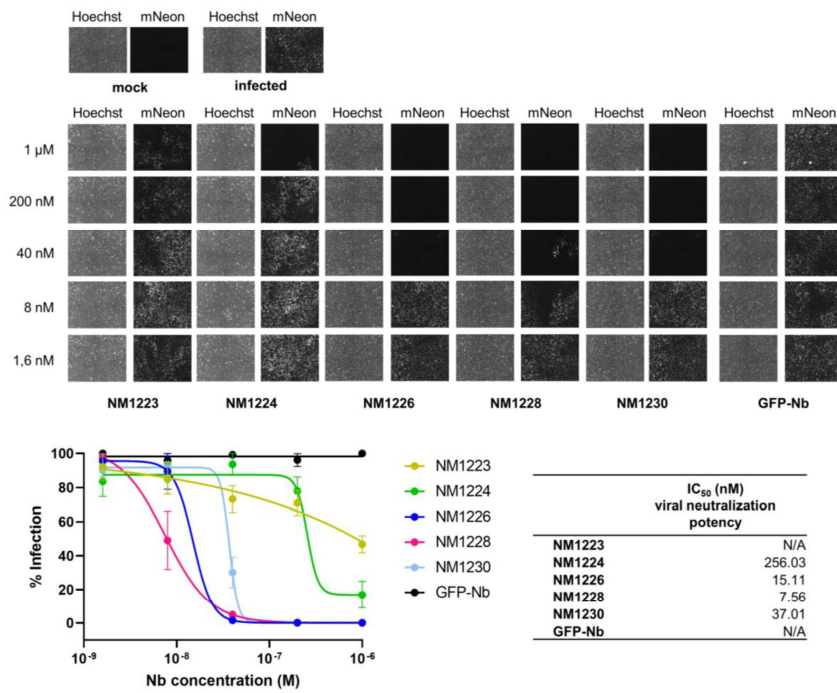 Hoechst mNeon Hoechst mNeon
mock infected
Hoechst mNeon Hoechst mNeon Hoechst mNeon Hoechst mNeon Hoechst mNeon Hoechst mNeon
1 µM
200 nM
40 nM
8 nM
1,6 nM
NM1223 NM1224 NM1226 NM1228 NM1230 GFP-Nb
% Infection
100
80
60
40
20
0
10⁻⁹ 10⁻⁸ 10⁻⁷ 10⁻⁶
Nb concentration (M)
NM1223
NM1224
NM1226
NM1228
NM1230
GFP-Nb
IC₅₀ (nM)
viral neutralization
potency
NM1223 N/A
NM1224 256.03
NM1226 15.11
NM1228 7.56
NM1230 37.01
GFP-Nb N/A